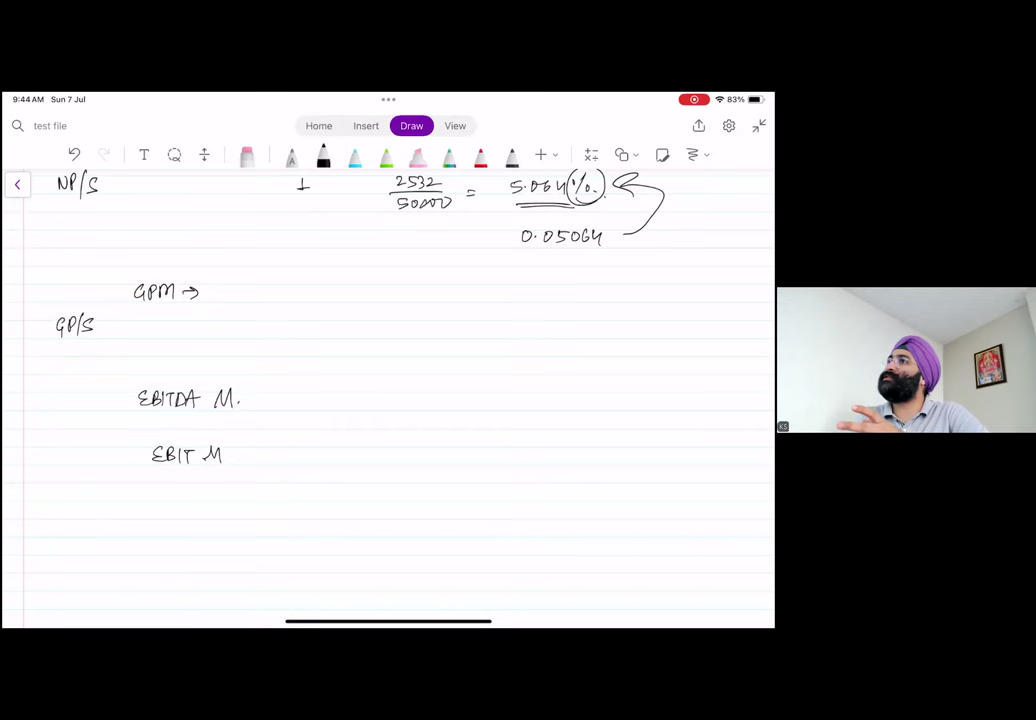 9:44 AM Sun 7 Jul
83%
test file
Home Insert Draw View
T
A
NP/S
2532
50000
=
5.064%.
0.05064
GPM →
GP/S
EBITDA M.
EBIT M
KS